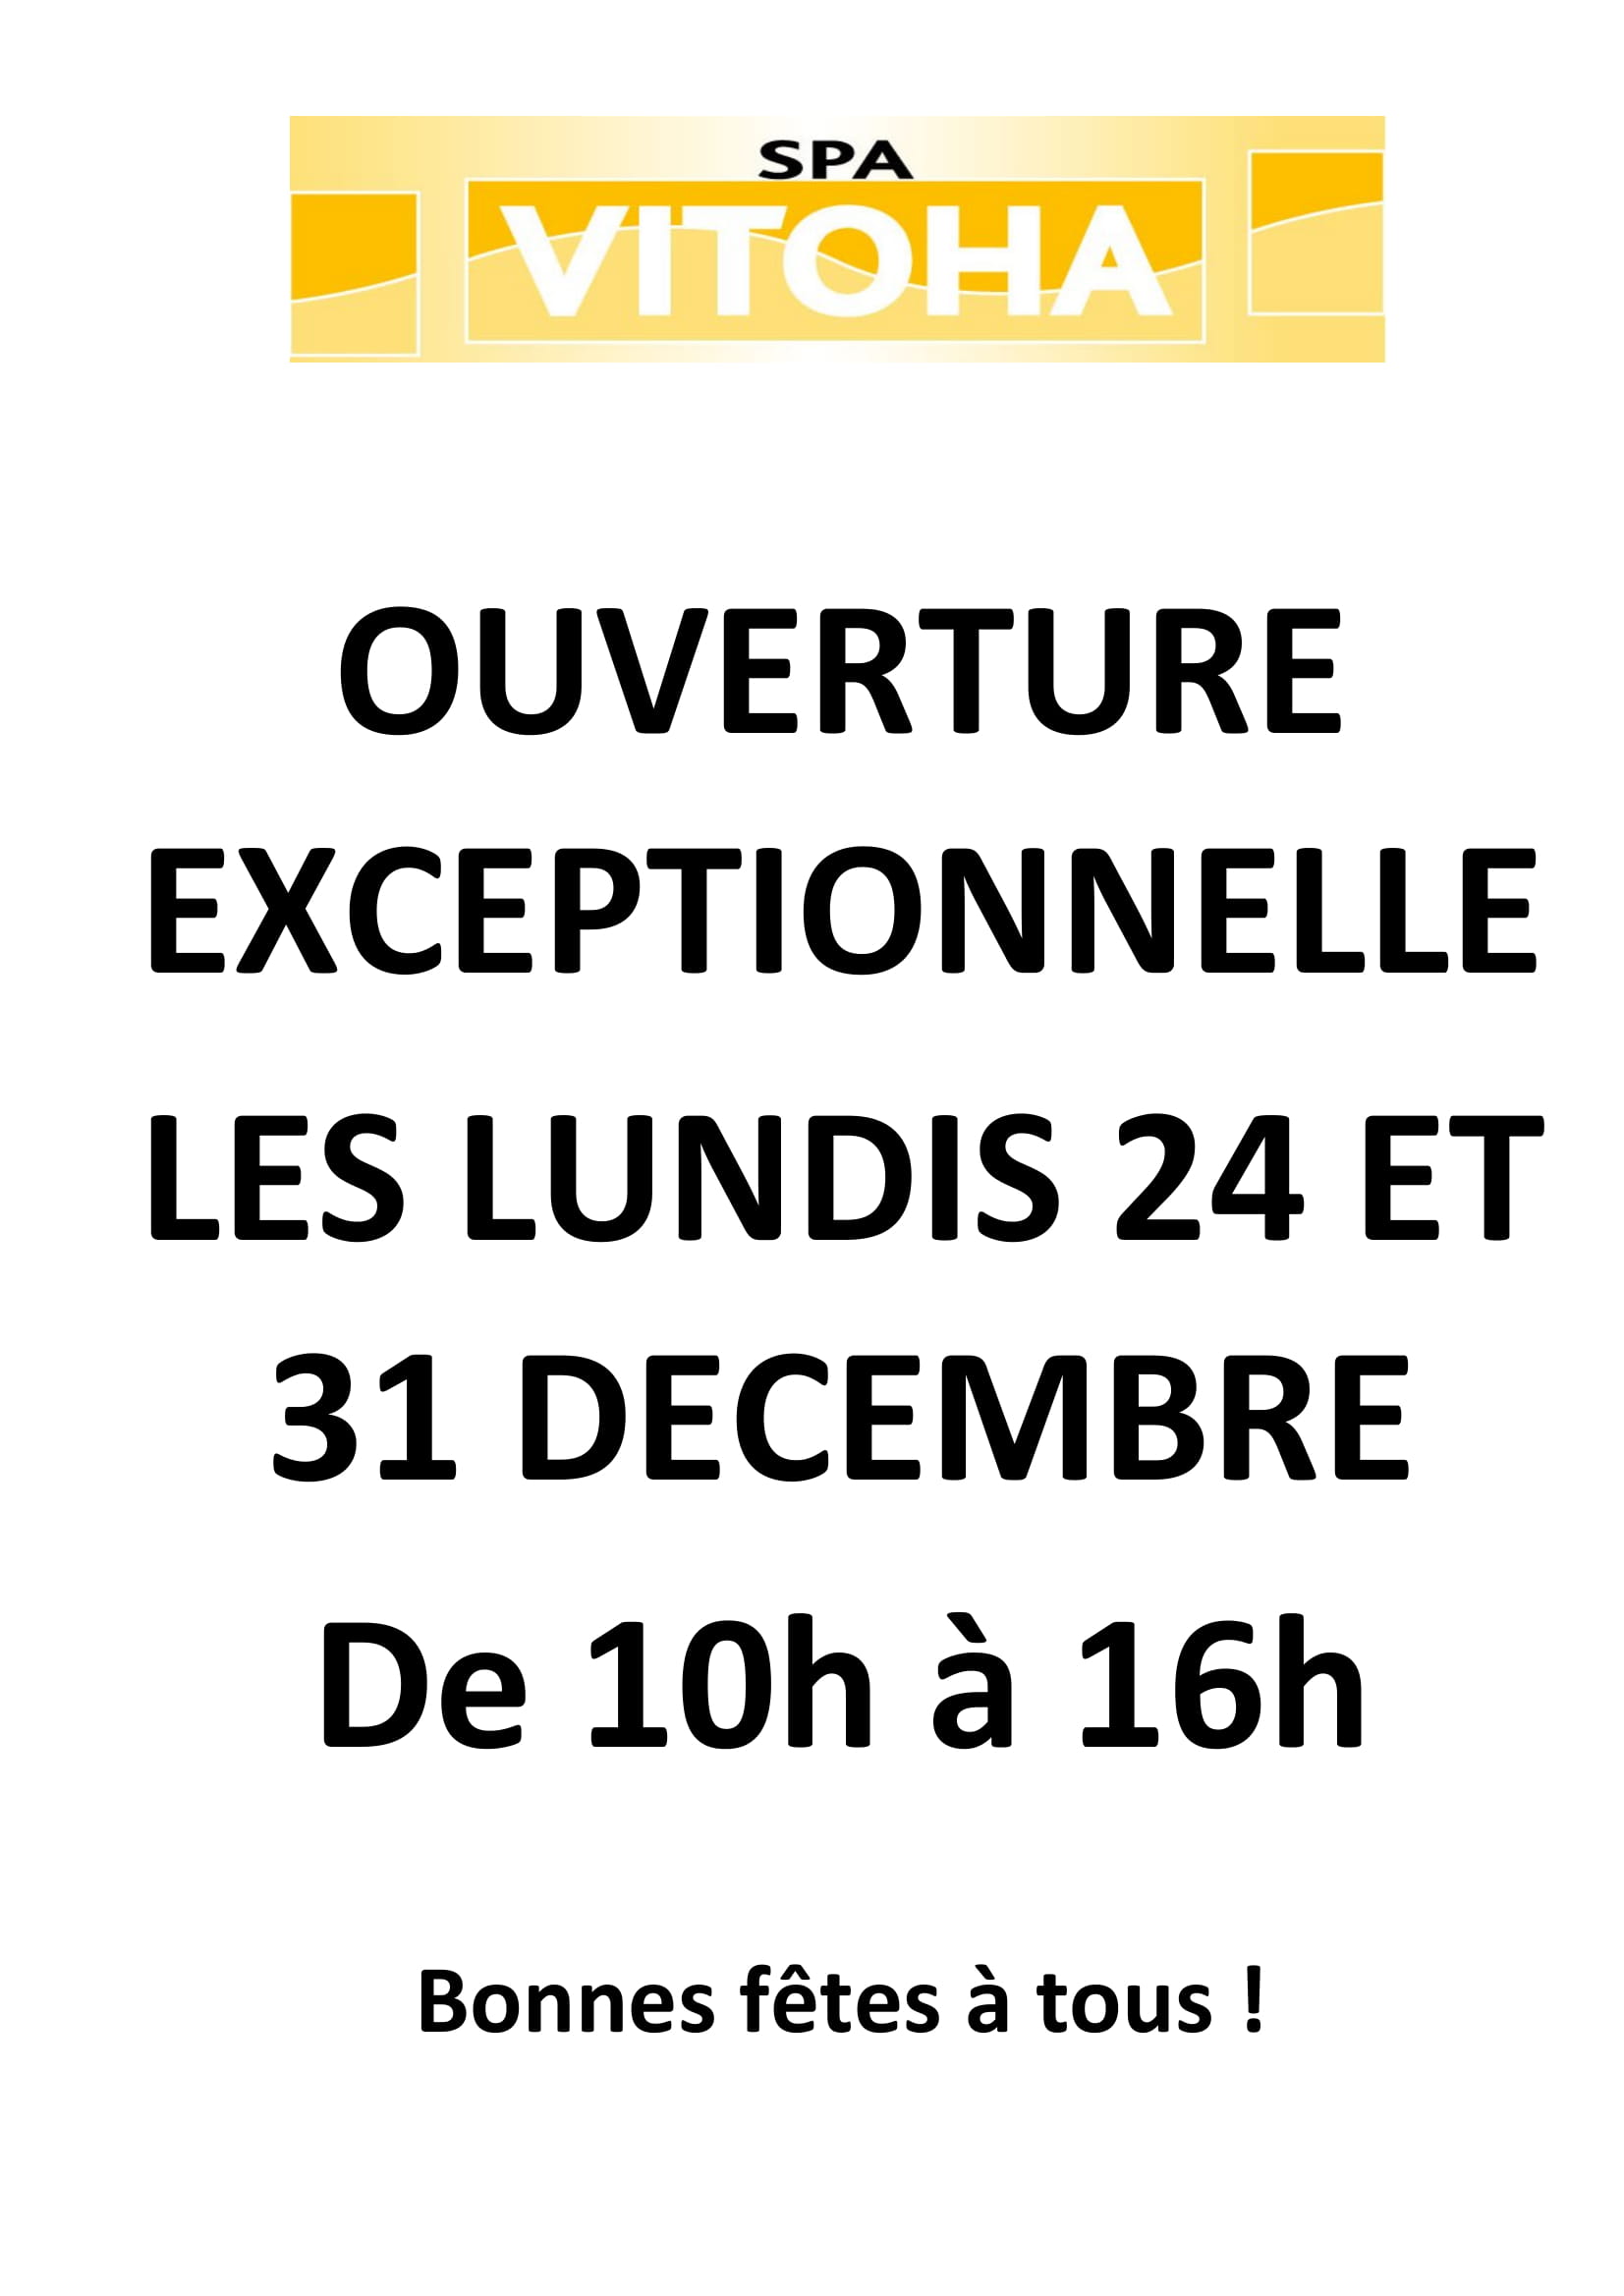 SPA
VITOHA
OUVERTURE
EXCEPTIONNELLE
LES LUNDIS 24 ET
31 DECEMBRE
De 10h à 16h
Bonnes fêtes à tous !